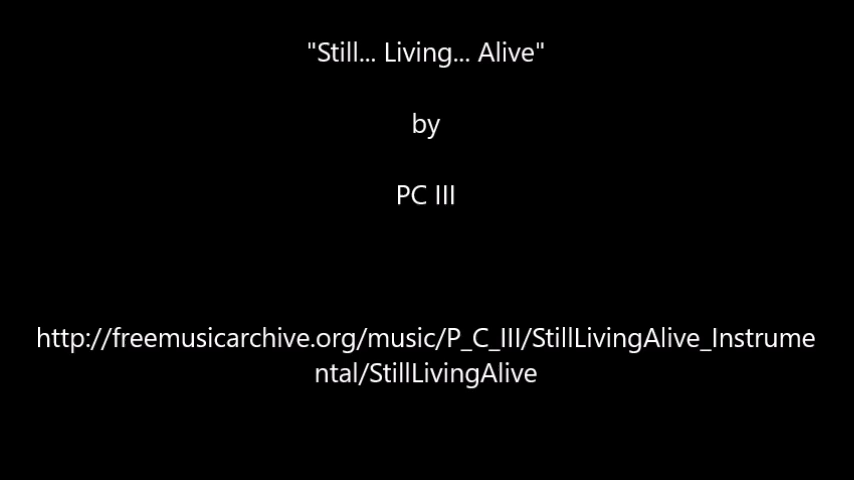 "Still... Living... Alive"
by
PC III
http://freemusicarchive.org/music/P_C_III/StillLivingAlive_Instrume
ntal/StillLivingAlive